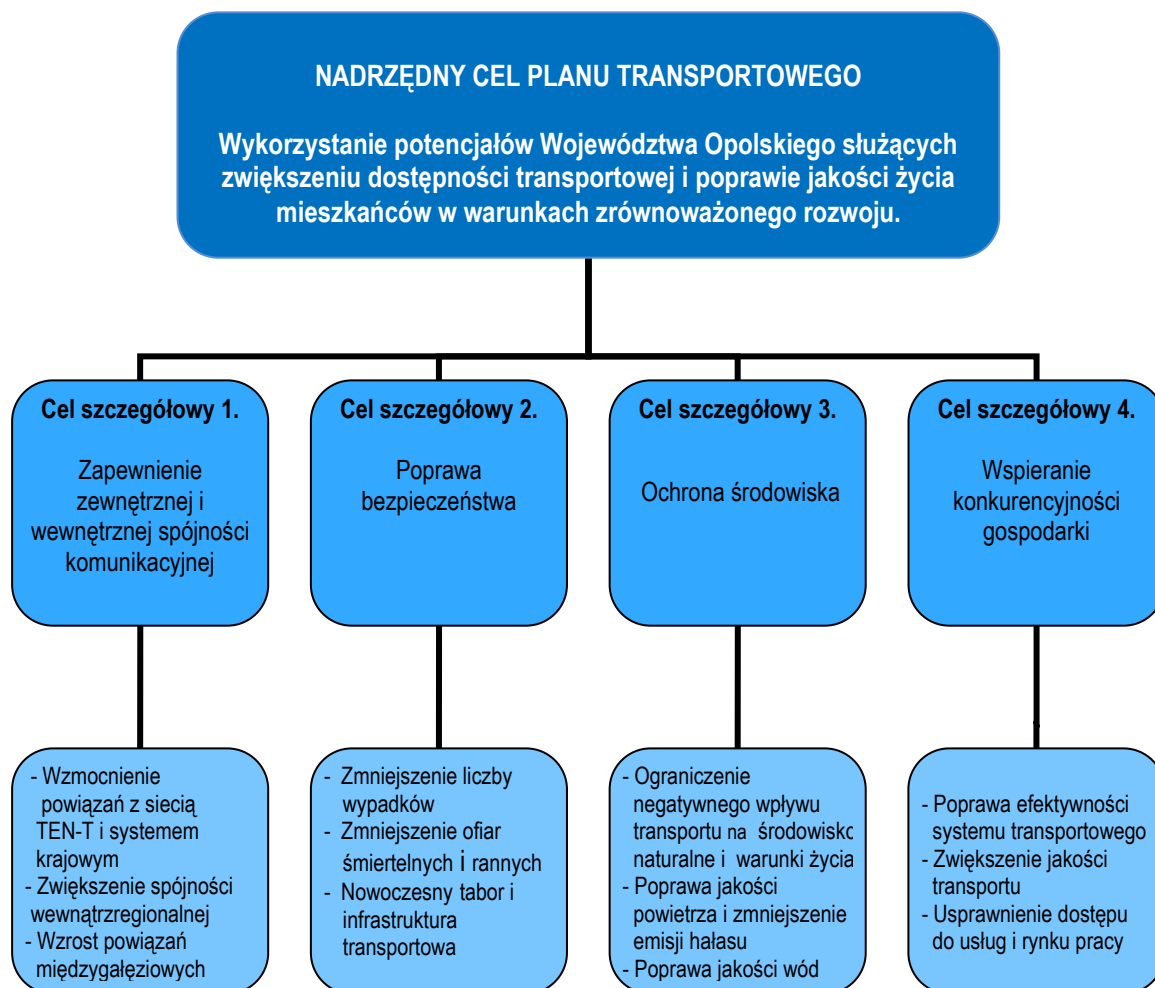 NADRZĘDNY CEL PLANU TRANSPORTOWEGO
Wykorzystanie potencjałów Województwa Opolskiego służących
zwiększeniu dostępności transportowej i poprawie jakości życia
mieszkańców w warunkach zrównoważonego rozwoju.
Cel szczegółowy 1.
Zapewnienie
zewnętrznej i
wewnętrznej spójności
komunikacyjnej
Cel szczegółowy 2.
Poprawa
bezpieczeństwa
Cel szczegółowy 3.
Ochrona środowiska
Cel szczegółowy 4.
Wspieranie
konkurencyjności
gospodarki
- Wzmocnienie
powiązań z siecią
TEN-T i systemem
krajowym
- Zwiększenie spójności
wewnątrzregionalnej
- Wzrost powiązań
międzygałęziowych
- Zmniejszenie liczby
wypadków
- Zmniejszenie ofiar
śmiertelnych i rannych
- Nowoczesny tabor i
infrastruktura
transportowa
- Ograniczenie
negatywnego wpływu
transportu na środowisko
naturalne i warunki życia
- Poprawa jakości
powietrza i zmniejszenie
emisji hałasu
- Poprawa jakości wód
- Poprawa efektywności
systemu transportowego
- Zwiększenie jakości
transportu
- Usprawnienie dostępu
do usług i rynku pracy